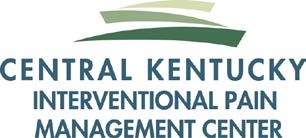 CENTRAL KENTUCKY
INTERVENTIONAL PAIN
MANAGEMENT CENTER